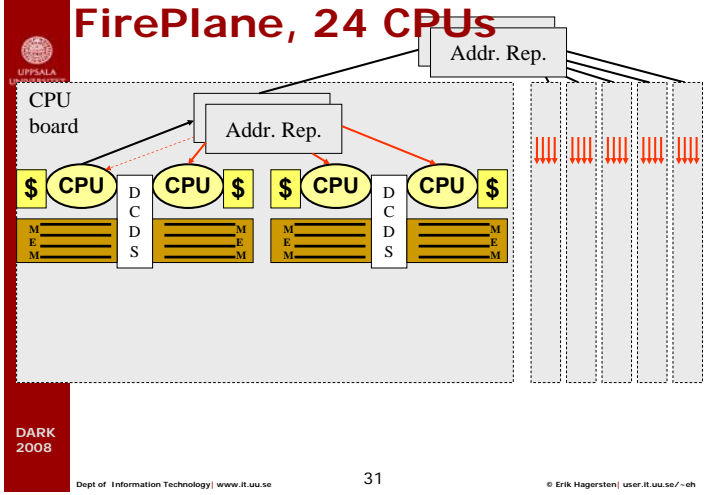 FirePlane, 24 CPUs
Addr. Rep.
UPPSALA
UNIVERSITET
CPU
board
Addr. Rep.
$ CPU CPU $ $ CPU CPU $
D
C
D
S
D
C
D
S
M
E
M
M
E
M
M
E
M
M
E
M
DARK
2008
Dept of Information Technology| www.it.uu.se
31
© Erik Hagersten| user.it.uu.se/~eh